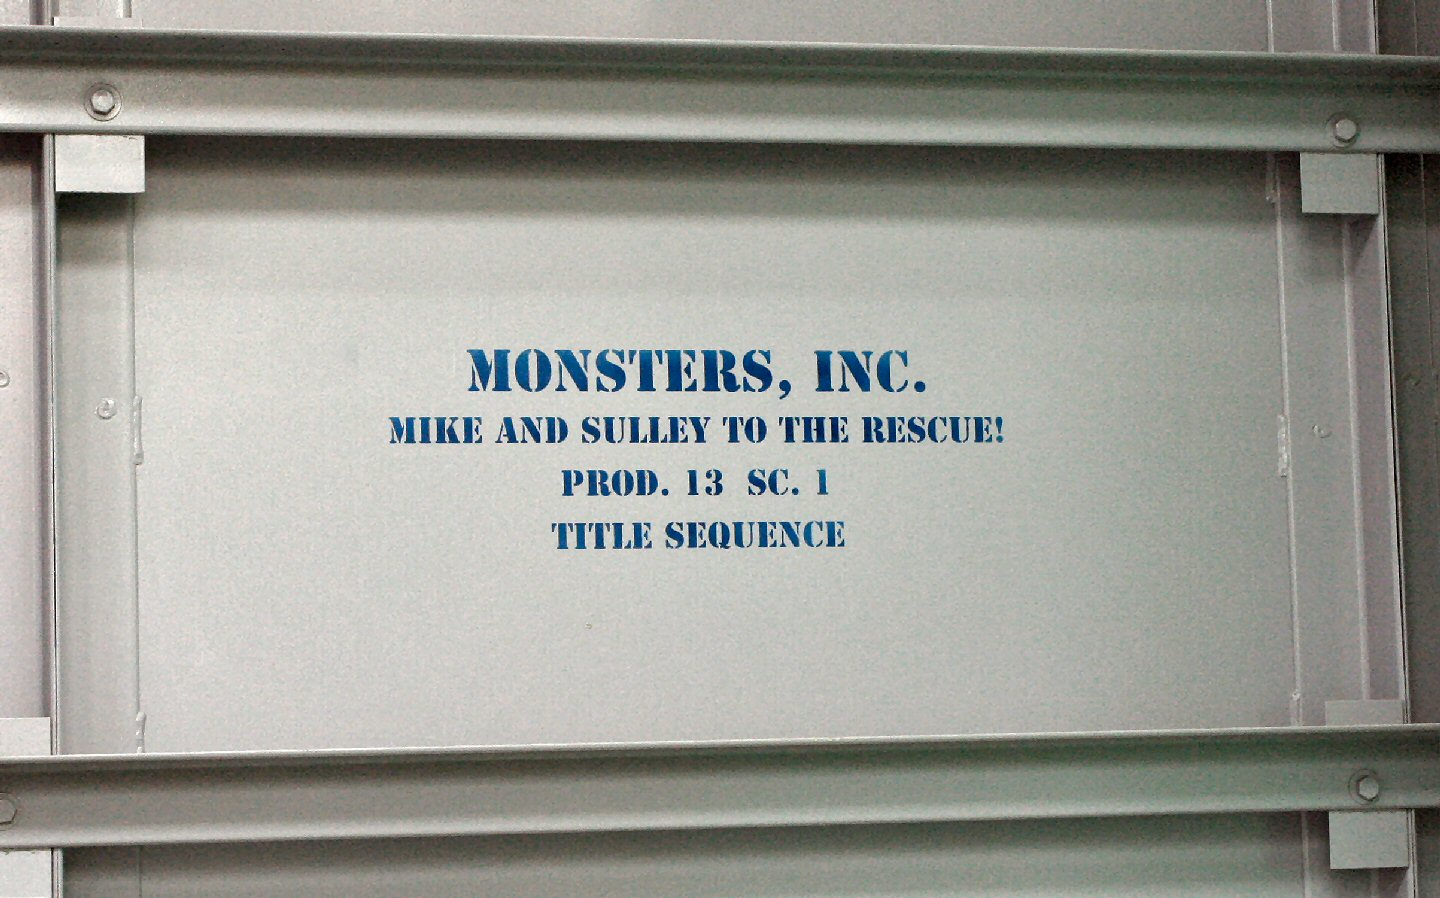 MONSTERS, INC.
MIKE AND SULLEY TO THE RESCUE!
PROD. 13 SC. 1
TITLE SEQUENCE